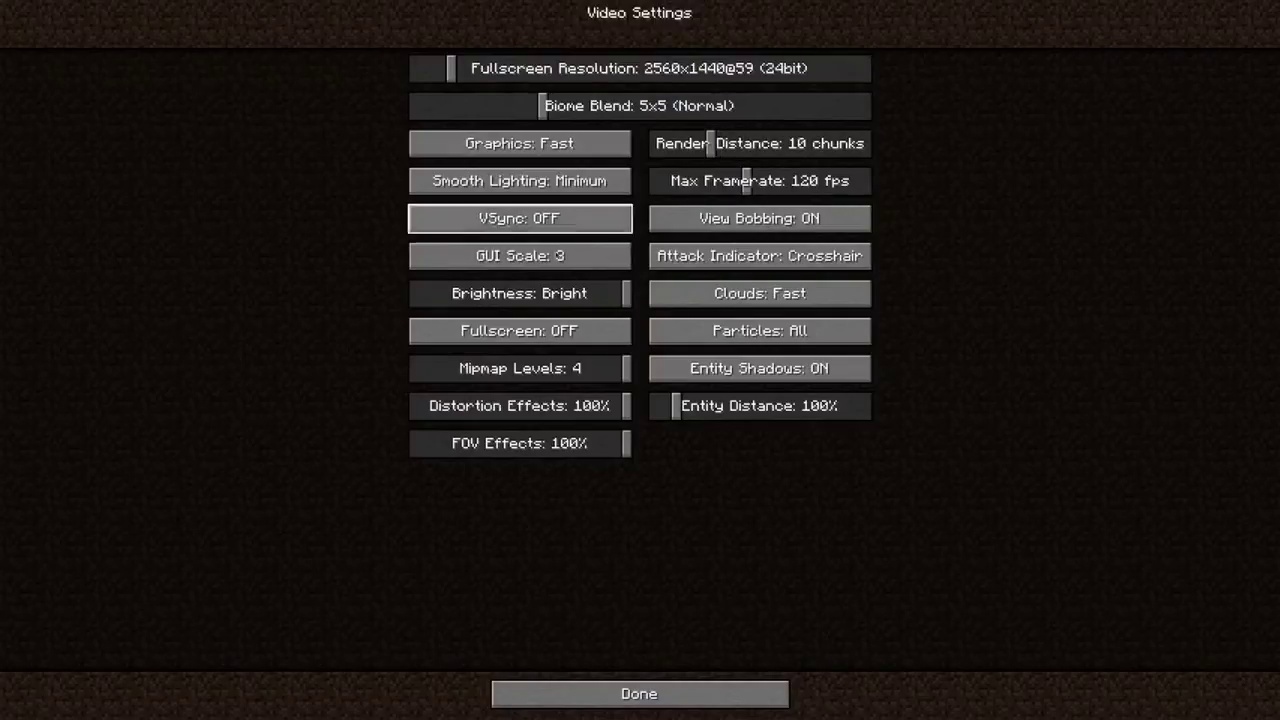 Video Settings
Fullscreen Resolution: 2560x1440@59 (24bit)
Biome Blend: 5x5 (Normal)
Graphics: Fast
Render Distance: 10 chunks
Smooth Lighting: Minimum
Max Framerate: 120 fps
VSync: OFF
View Bobbing: ON
GUI Scale: 3
Attack Indicator: Crosshair
Brightness: Bright
Clouds: Fast
Fullscreen: OFF
Particles: All
Mipmap Levels: 4
Entity Shadows: ON
Distortion Effects: 100%
Entity Distance: 100%
FOV Effects: 100%
Done